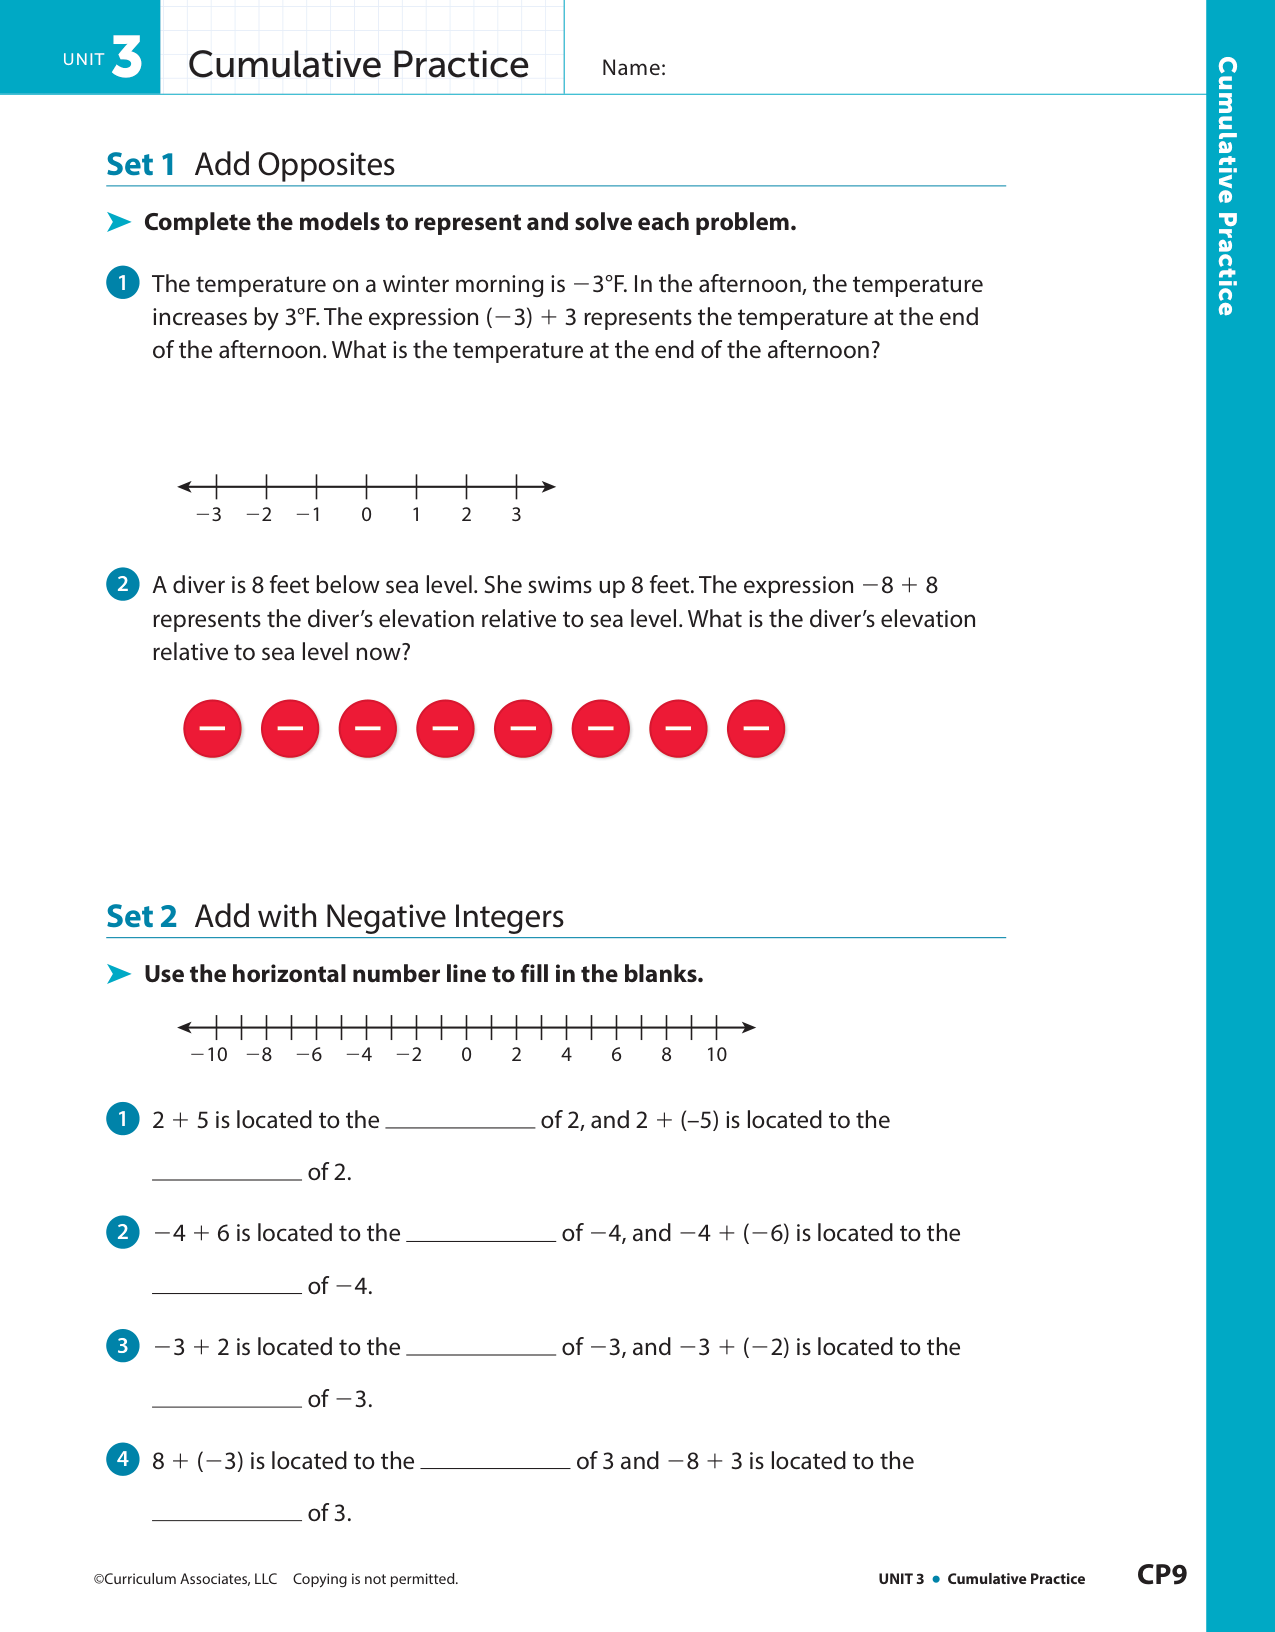 UNIT 3
Cumulative Practice
Name:
Cumulative Practice
Set 1 Add Opposites
➤ Complete the models to represent and solve each problem.
1 The temperature on a winter morning is −3°F. In the afternoon, the temperature
increases by 3°F. The expression (−3) + 3 represents the temperature at the end
of the afternoon. What is the temperature at the end of the afternoon?
−3 −2 −1 0 1 2 3
2 A diver is 8 feet below sea level. She swims up 8 feet. The expression −8 + 8
represents the diver’s elevation relative to sea level. What is the diver’s elevation
relative to sea level now?
− − − − − − − −
Set 2 Add with Negative Integers
➤ Use the horizontal number line to fill in the blanks.
−10 −8 −6 −4 −2 0 2 4 6 8 10
1 2 + 5 is located to the ____________ of 2, and 2 + (–5) is located to the
____________ of 2.
2 −4 + 6 is located to the ____________ of −4, and −4 + (−6) is located to the
____________ of −4.
3 −3 + 2 is located to the ____________ of −3, and −3 + (−2) is located to the
____________ of −3.
4 8 + (−3) is located to the ____________ of 3 and −8 + 3 is located to the
____________ of 3.
©Curriculum Associates, LLC Copying is not permitted.
UNIT 3 • Cumulative Practice
CP9